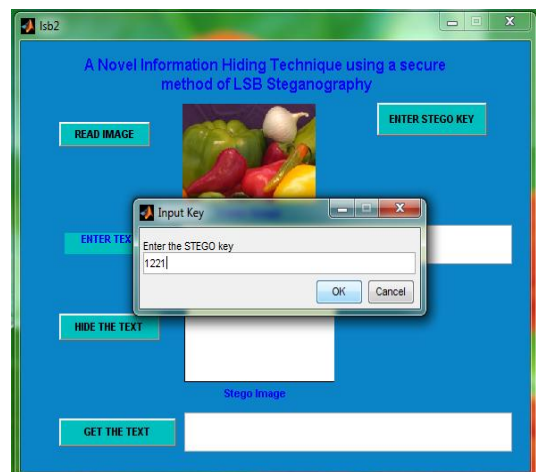 lsb2
A Novel Information Hiding Technique using a secure
method of LSB Steganography
READ IMAGE
ENTER STEGO KEY
Input Key
ENTER TEX
Enter the STEGO key
1221
OK Cancel
HIDE THE TEXT
Stego Image
GET THE TEXT